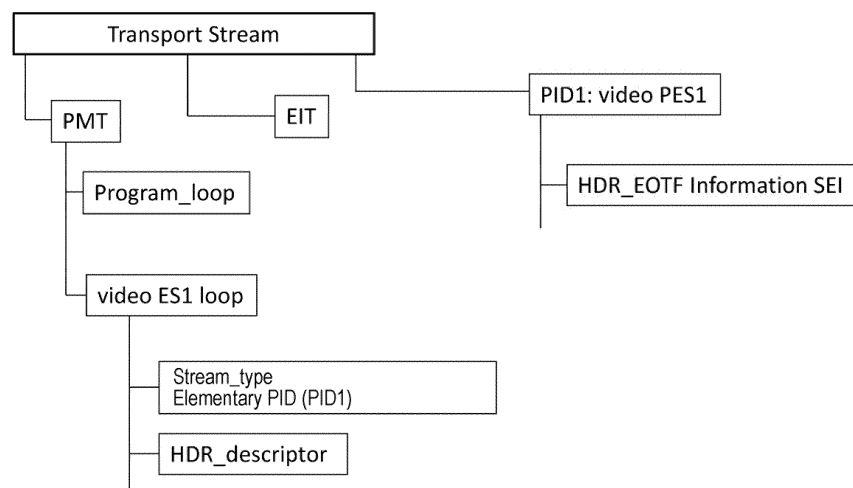 Transport Stream
PID1: video PES1
PMT
EIT
Program_loop
HDR_EOTF Information SEI
video ES1 loop
Stream_type
Elementary PID (PID1)
HDR_descriptor